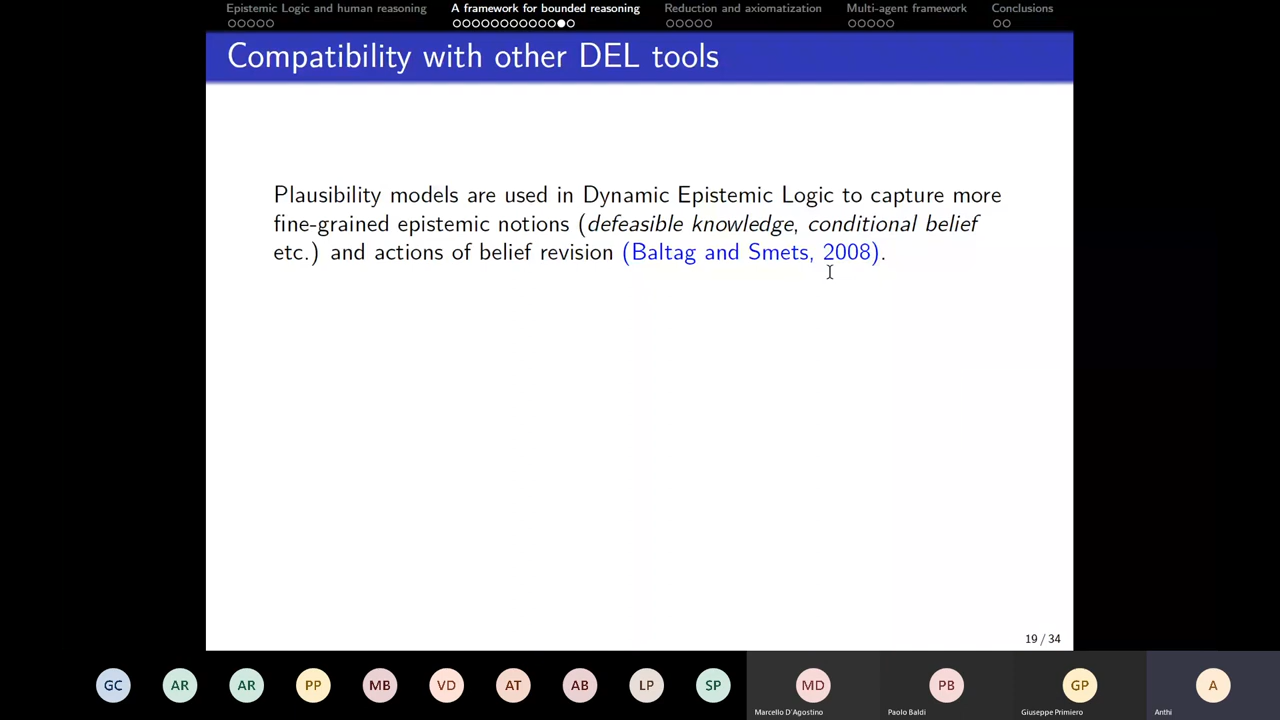 Epistemic Logic and human reasoning A framework for bounded reasoning Reduction and axiomatization Multi-agent framework Conclusions
Compatibility with other DEL tools
Plausibility models are used in Dynamic Epistemic Logic to capture more
fine-grained epistemic notions (defeasible knowledge, conditional belief
etc.) and actions of belief revision (Baltag and Smets, 2008).
19 / 34
GC AR AR PP MB VD AT AB LP SP MD PB GP A
Marcello D'Agostino Paolo Baldi Giuseppe Primiero Anthi